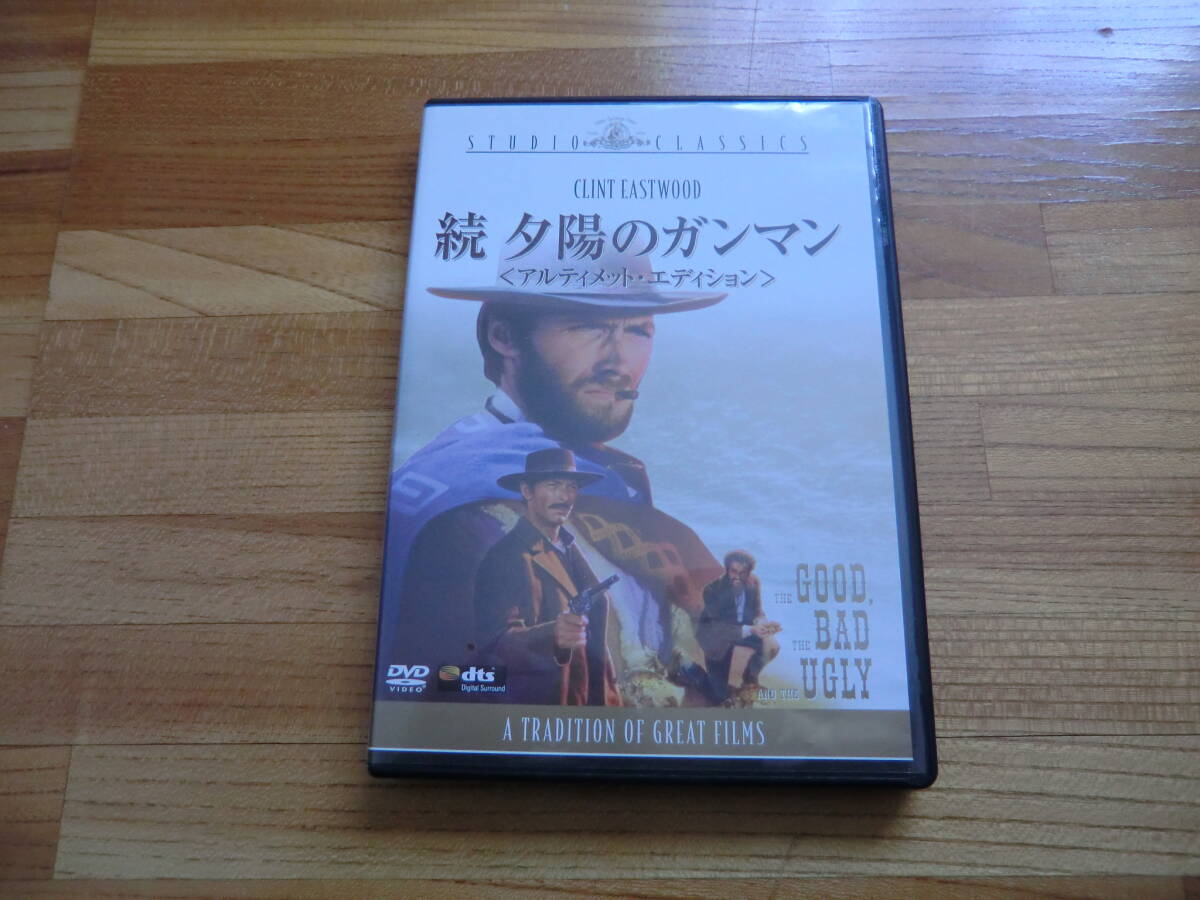 STUDIO CLASSICS
CLINT EASTWOOD
続 夕陽のガンマン
<アルティメット・エディション>
THE GOOD,
THE BAD
AND THE UGLY
DVD
VIDEO
dts
Digital Surround
A TRADITION OF GREAT FILMS